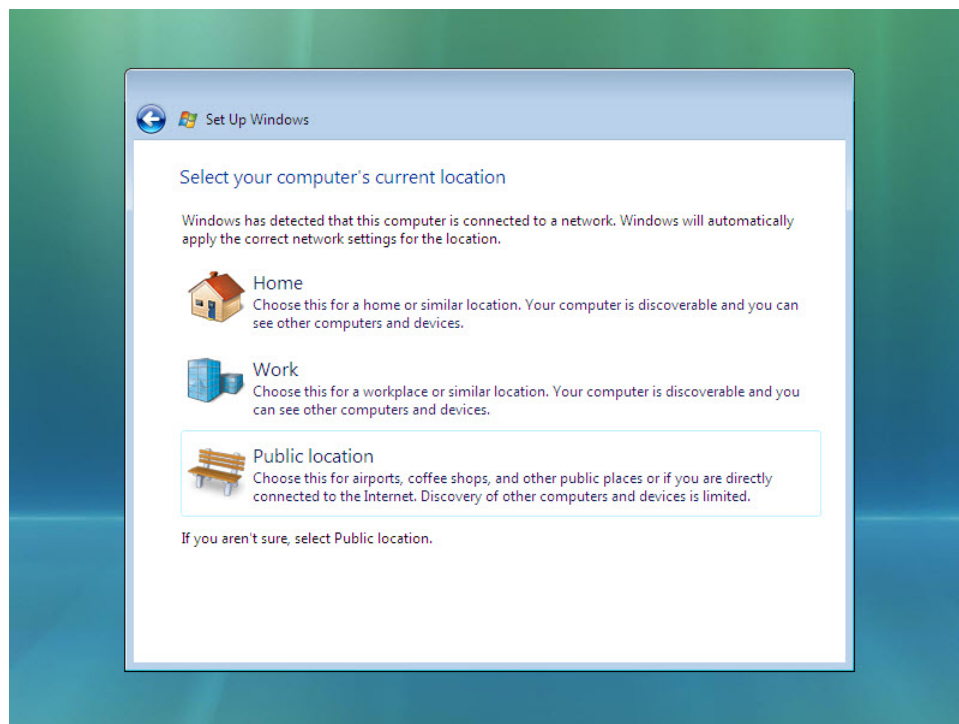 Set Up Windows
Select your computer's current location
Windows has detected that this computer is connected to a network. Windows will automatically
apply the correct network settings for the location.
Home
Choose this for a home or similar location. Your computer is discoverable and you can
see other computers and devices.
Work
Choose this for a workplace or similar location. Your computer is discoverable and you
can see other computers and devices.
Public location
Choose this for airports, coffee shops, and other public places or if you are directly
connected to the Internet. Discovery of other computers and devices is limited.
If you aren't sure, select Public location.